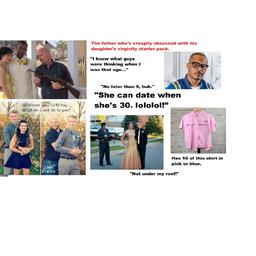 The father who's creepily obsessed with his
daughter's virginity starter pack.
"I know what guys
were thinking when I
was that age..."
"No later than 9, bub."
"She can date when
she's 30. lololol!"
Has 10 of this shirt in
pink or blue.
"Not under my roof!"